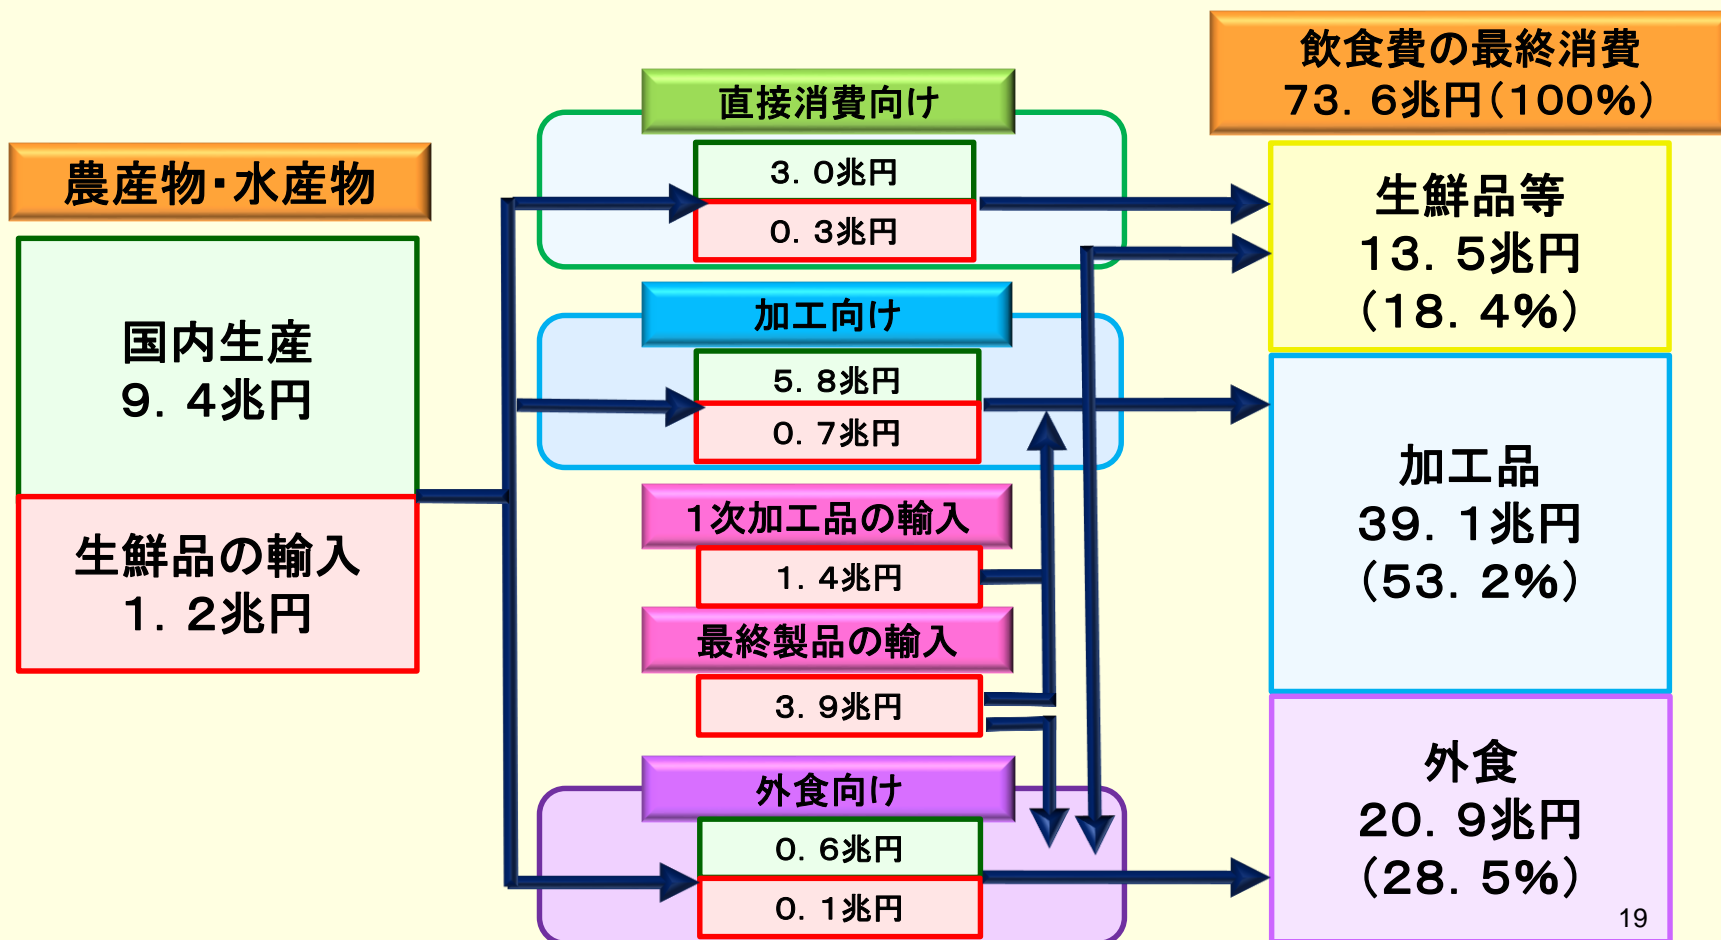 農産物・水産物
国内生産
９．４兆円
生鮮品の輸入
１．２兆円
直接消費向け
３．０兆円
０．３兆円
加工向け
５．８兆円
０．７兆円
１次加工品の輸入
１．４兆円
最終製品の輸入
３．９兆円
外食向け
０．６兆円
０．１兆円
飲食費の最終消費
７３．６兆円（１００％）
生鮮品等
１３．５兆円
（１８．４％）
加工品
３９．１兆円
（５３．２％）
外食
２０．９兆円
（２８．５％）
19